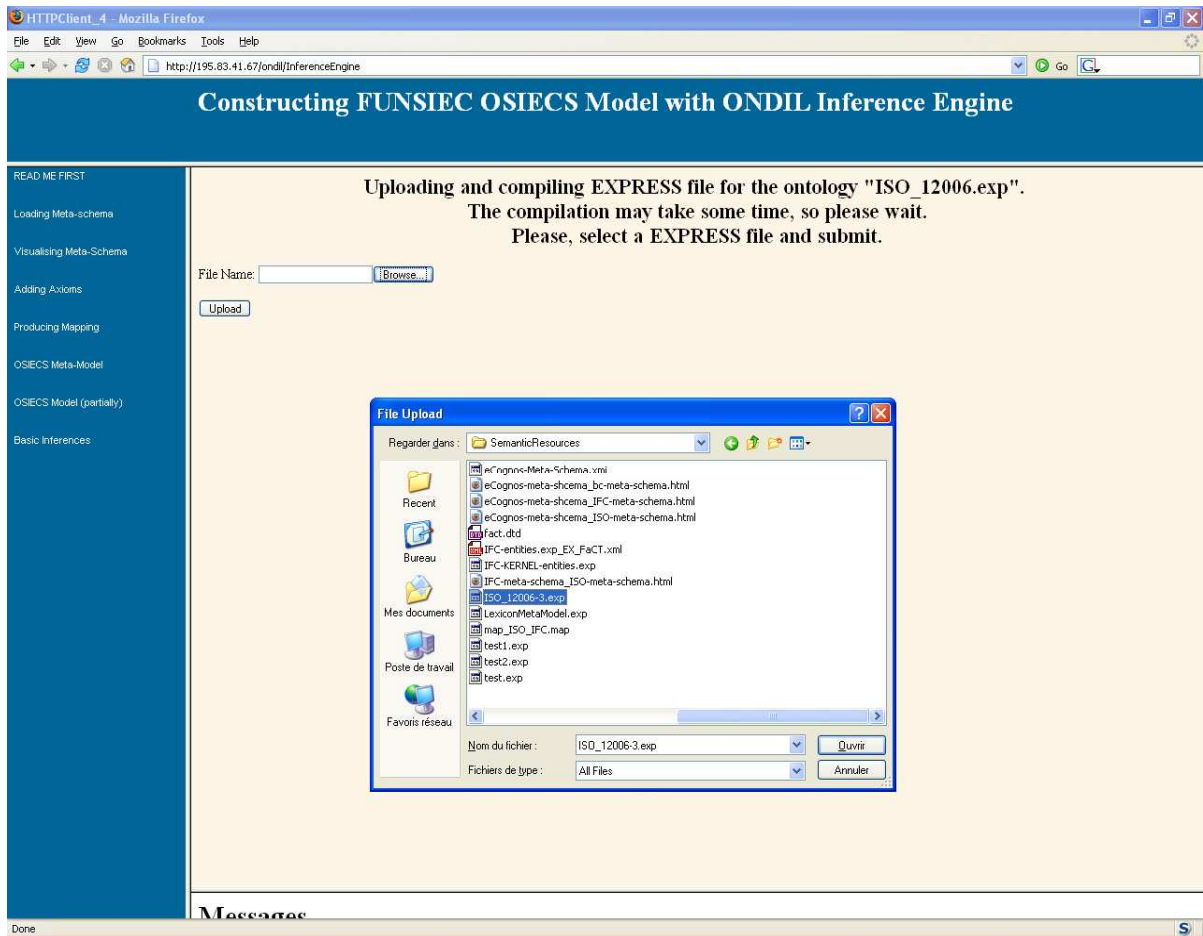 HTTPClient_4 - Mozilla Firefox
File Edit View Go Bookmarks Tools Help
http://195.83.41.67/ondil/InferenceEngine Go G
Constructing FUNSIEC OSIECS Model with ONDIL Inference Engine
READ ME FIRST
Loading Meta-schema
Visualising Meta-Schema
Adding Axioms
Producing Mapping
OSIECS Meta-Model
OSIECS Model (partially)
Basic Inferences
Uploading and compiling EXPRESS file for the ontology "ISO_12006.exp".
The compilation may take some time, so please wait.
Please, select a EXPRESS file and submit.
File Name: Browse...
Upload
File Upload
Regarder dans : SemanticResources
Recent
Bureau
Mes documents
Poste de travail
Favoris réseau
eCognos-Meta-Schema.xmi
eCognos-meta-shcema_bc-meta-schema.html
eCognos-meta-shcema_IFC-meta-schema.html
eCognos-meta-shcema_ISO-meta-schema.html
fact.dtd
IFC-entities.exp_EX_FaCT.xml
IFC-KERNEL-entities.exp
IFC-meta-schema_ISO-meta-schema.html
ISO_12006-3.exp
LexiconMetaModel.exp
map_ISO_IFC.map
test1.exp
test2.exp
test.exp
Nom du fichier : ISO_12006-3.exp Ouvrir
Fichiers de type : All Files Annuler
Messages
Done